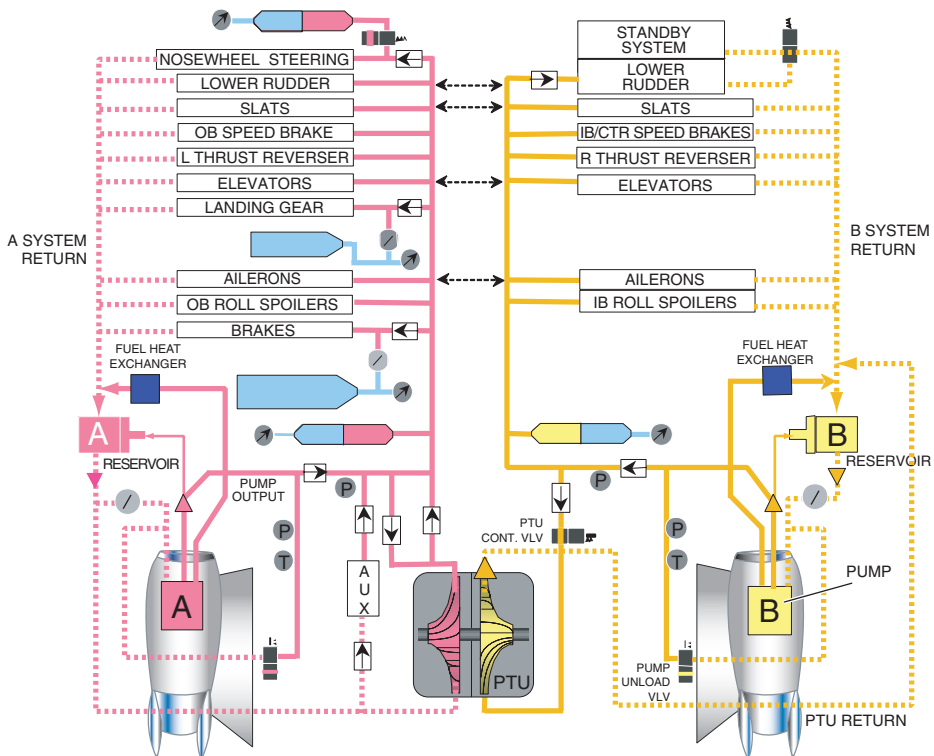 NOSEWHEEL STEERING
LOWER RUDDER
SLATS
OB SPEED BRAKE
L THRUST REVERSER
ELEVATORS
LANDING GEAR
A SYSTEM
RETURN
AILERONS
OB ROLL SPOILERS
BRAKES
FUEL HEAT
EXCHANGER
A
RESERVOIR
PUMP
OUTPUT
P
P
T
A
AUX
STANDBY
SYSTEM
LOWER
RUDDER
SLATS
IB/CTR SPEED BRAKES
R THRUST REVERSER
ELEVATORS
B SYSTEM
RETURN
AILERONS
IB ROLL SPOILERS
FUEL HEAT
EXCHANGER
B
RESERVOIR
P
PTU
CONT. VLV
P
T
PUMP
B
PTU
PUMP
UNLOAD
VLV
PTU RETURN